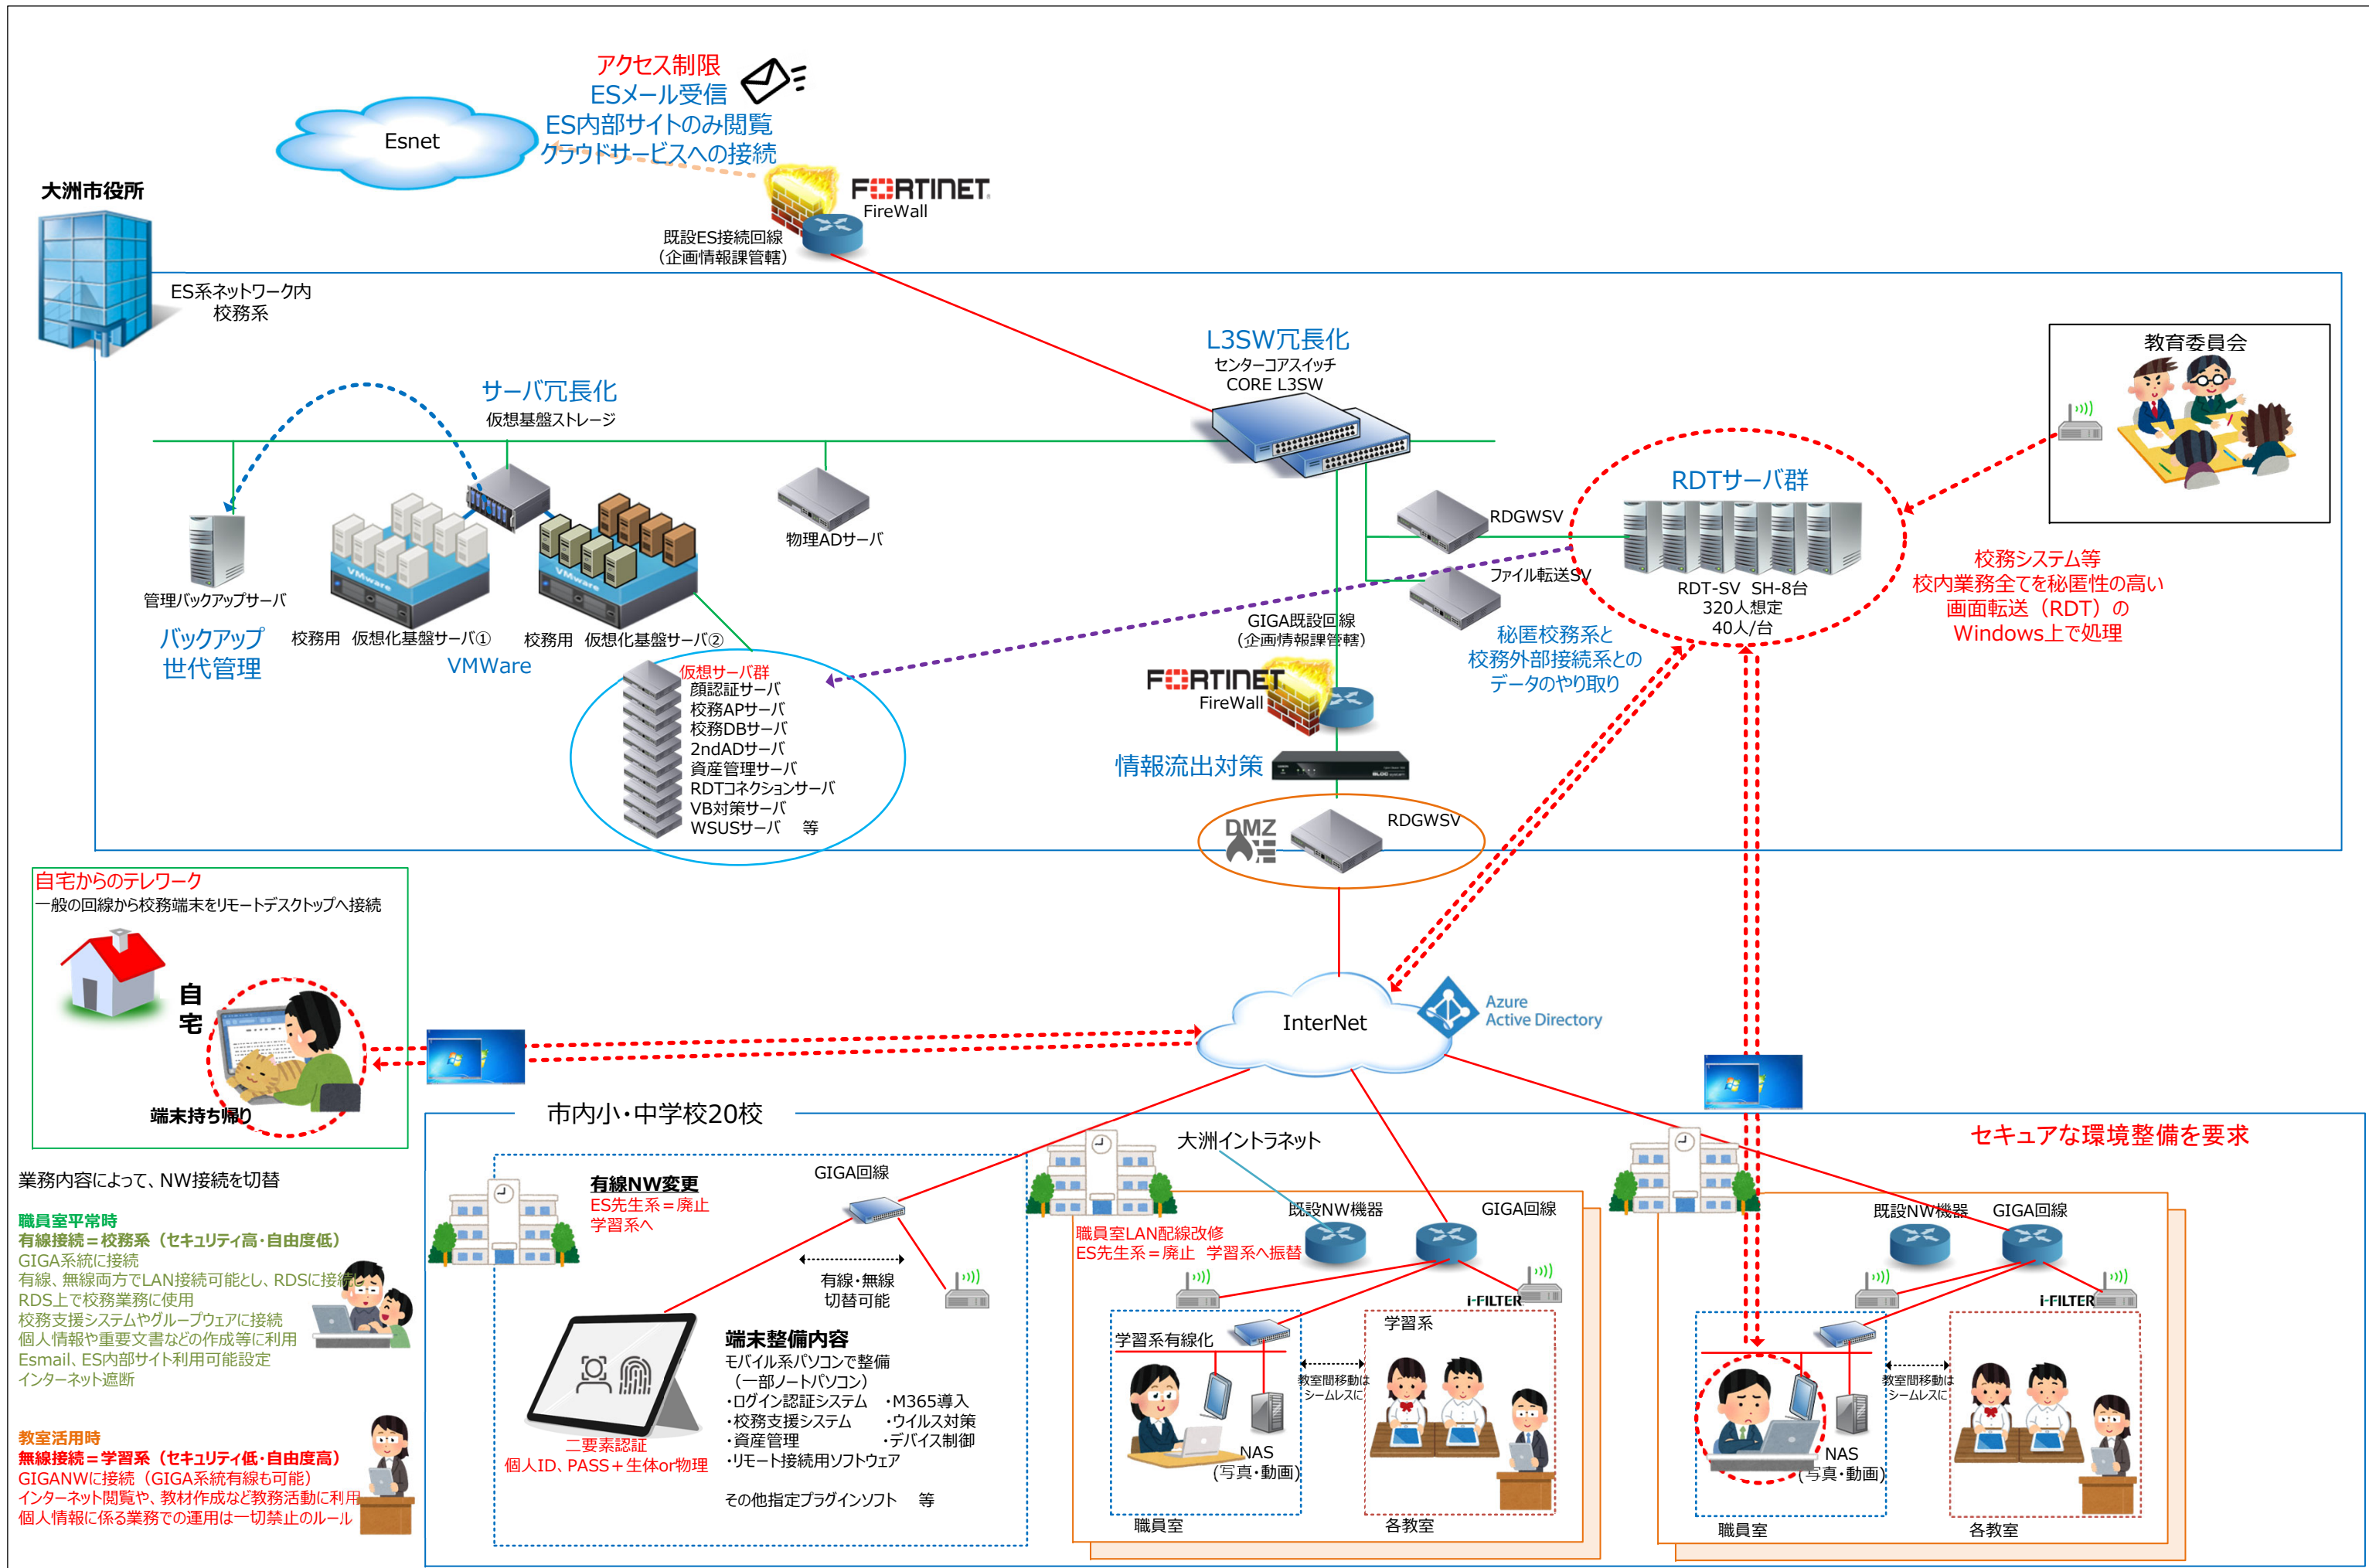 アクセス制限
ESメール受信
ES内部サイトのみ閲覧
クラウドサービスへの接続
Esnet
大洲市役所
FORTINET
FireWall
既設ES接続回線
（企画情報課管轄）
ES系ネットワーク内
校務系
L3SW冗長化
センターコアスイッチ
CORE L3SW
教育委員会
サーバ冗長化
仮想基盤ストレージ
RDTサーバ群
RDGWSV
物理ADサーバ
VMware
VMware
ファイル転送SV
RDT-SV SH-8台
320人想定
40人/台
校務システム等
校内業務全てを秘匿性の高い
画面転送（RDT）の
Windows上で処理
管理バックアップサーバ
バックアップ
世代管理
校務用 仮想化基盤サーバ①
校務用 仮想化基盤サーバ②
VMWare
GIGA既設回線
（企画情報課管轄）
秘匿校務系と
校務外部接続系との
データのやり取り
仮想サーバ群
顔認証サーバ
校務APサーバ
校務DBサーバ
2ndADサーバ
資産管理サーバ
RDTコネクションサーバ
VB対策サーバ
WSUSサーバ 等
FORTINET
FireWall
情報流出対策
DMZ
RDGWSV
自宅からのテレワーク
一般の回線から校務端末をリモートデスクトップへ接続
自宅
端末持ち帰り
InterNet
Azure
Active Directory
市内小・中学校20校
セキュアな環境整備を要求
業務内容によって、NW接続を切替
職員室平常時
有線接続＝校務系（セキュリティ高・自由度低）
GIGA系統に接続
有線、無線両方でLAN接続可能とし、RDSに接続
RDS上で校務業務に使用
校務支援システムやグループウェアに接続
個人情報や重要文書などの作成等に利用
Esmail、ES内部サイト利用可能設定
インターネット遮断
教室活用時
無線接続＝学習系（セキュリティ低・自由度高）
GIGANWに接続（GIGA系統有線も可能）
インターネット閲覧や、教材作成など教務活動に利用
個人情報に係る業務での運用は一切禁止のルール
有線NW変更
ES先生系＝廃止
学習系へ
GIGA回線
有線・無線
切替可能
端末整備内容
モバイル系パソコンで整備
（一部ノートパソコン）
・ログイン認証システム ・M365導入
・校務支援システム ・ウイルス対策
・資産管理 ・デバイス制御
・リモート接続用ソフトウェア
その他指定プラグインソフト 等
二要素認証
個人ID、PASS＋生体or物理
大洲イントラネット
既設NW機器
GIGA回線
職員室LAN配線改修
ES先生系＝廃止 学習系へ振替
i-FILTER
学習系有線化
学習系
教室間移動は
シームレスに
NAS
(写真・動画)
職員室
各教室
既設NW機器
GIGA回線
i-FILTER
教室間移動は
シームレスに
NAS
(写真・動画)
職員室
各教室